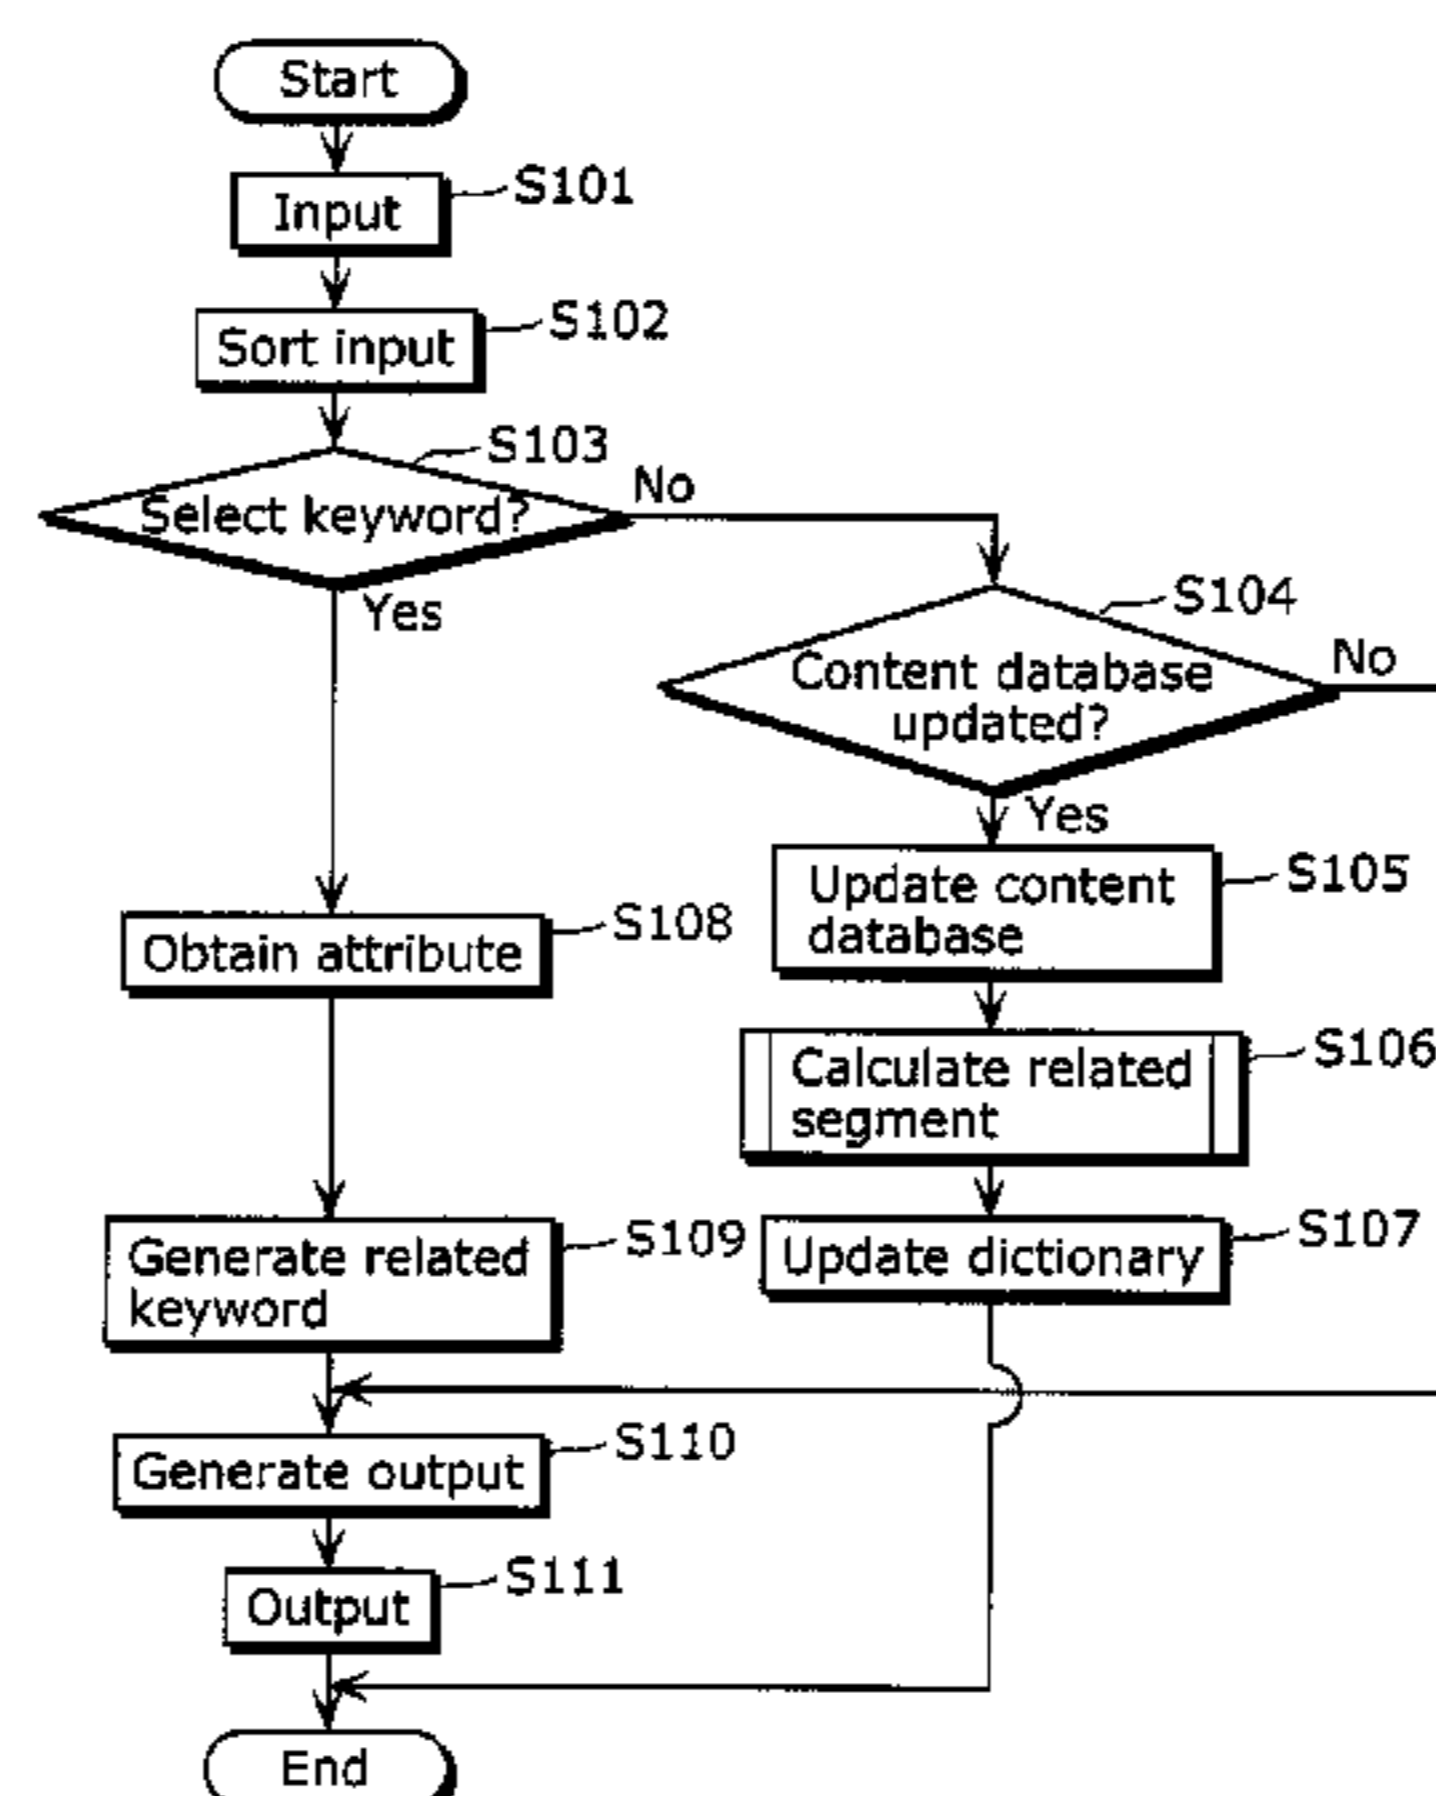 Start
S101
Input
S102
Sort input
S103
Select keyword?
No
Yes
S104
Content database
updated?
No
Yes
S105
Update content
database
S108
Obtain attribute
S106
Calculate related
segment
S109
Generate related
keyword
S107
Update dictionary
S110
Generate output
S111
Output
End